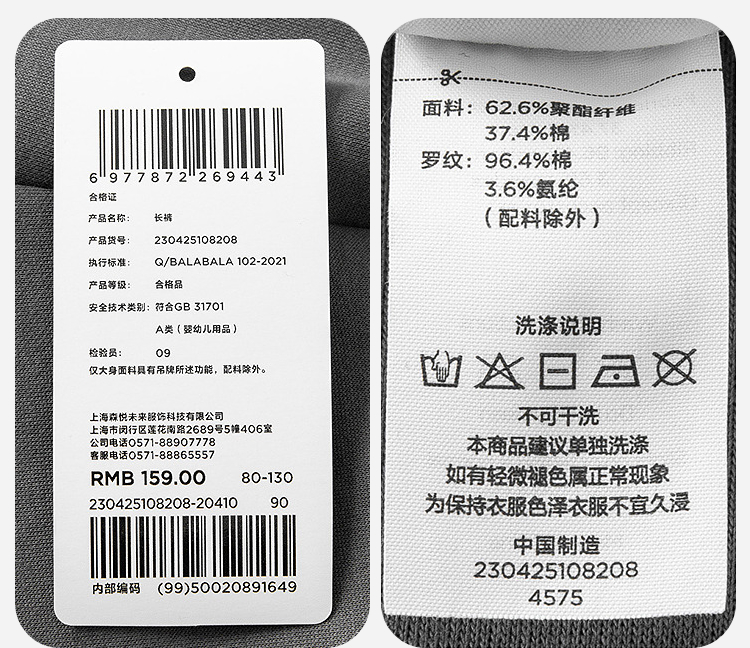 6 977872 269443
合格证
产品名称： 长裤
产品货号： 230425108208
执行标准： Q/BALABALA 102-2021
产品等级： 合格品
安全技术类别：符合GB 31701
A类（婴幼儿用品）
检验员： 09
仅大身面料具有吊牌所述功能，配料除外。
上海森悦未来服饰科技有限公司
上海市闵行区莲花南路2689号5幢406室
公司电话0571-88907778
客服电话0571-88865557
RMB 159.00 80-130
230425108208-20410 90
内部编码 (99)50020891649
面料：62.6%聚酯纤维
37.4%棉
罗纹：96.4%棉
3.6%氨纶
（配料除外）
洗涤说明
不可干洗
本商品建议单独洗涤
如有轻微褪色属正常现象
为保持衣服色泽衣服不宜久浸
中国制造
230425108208
4575